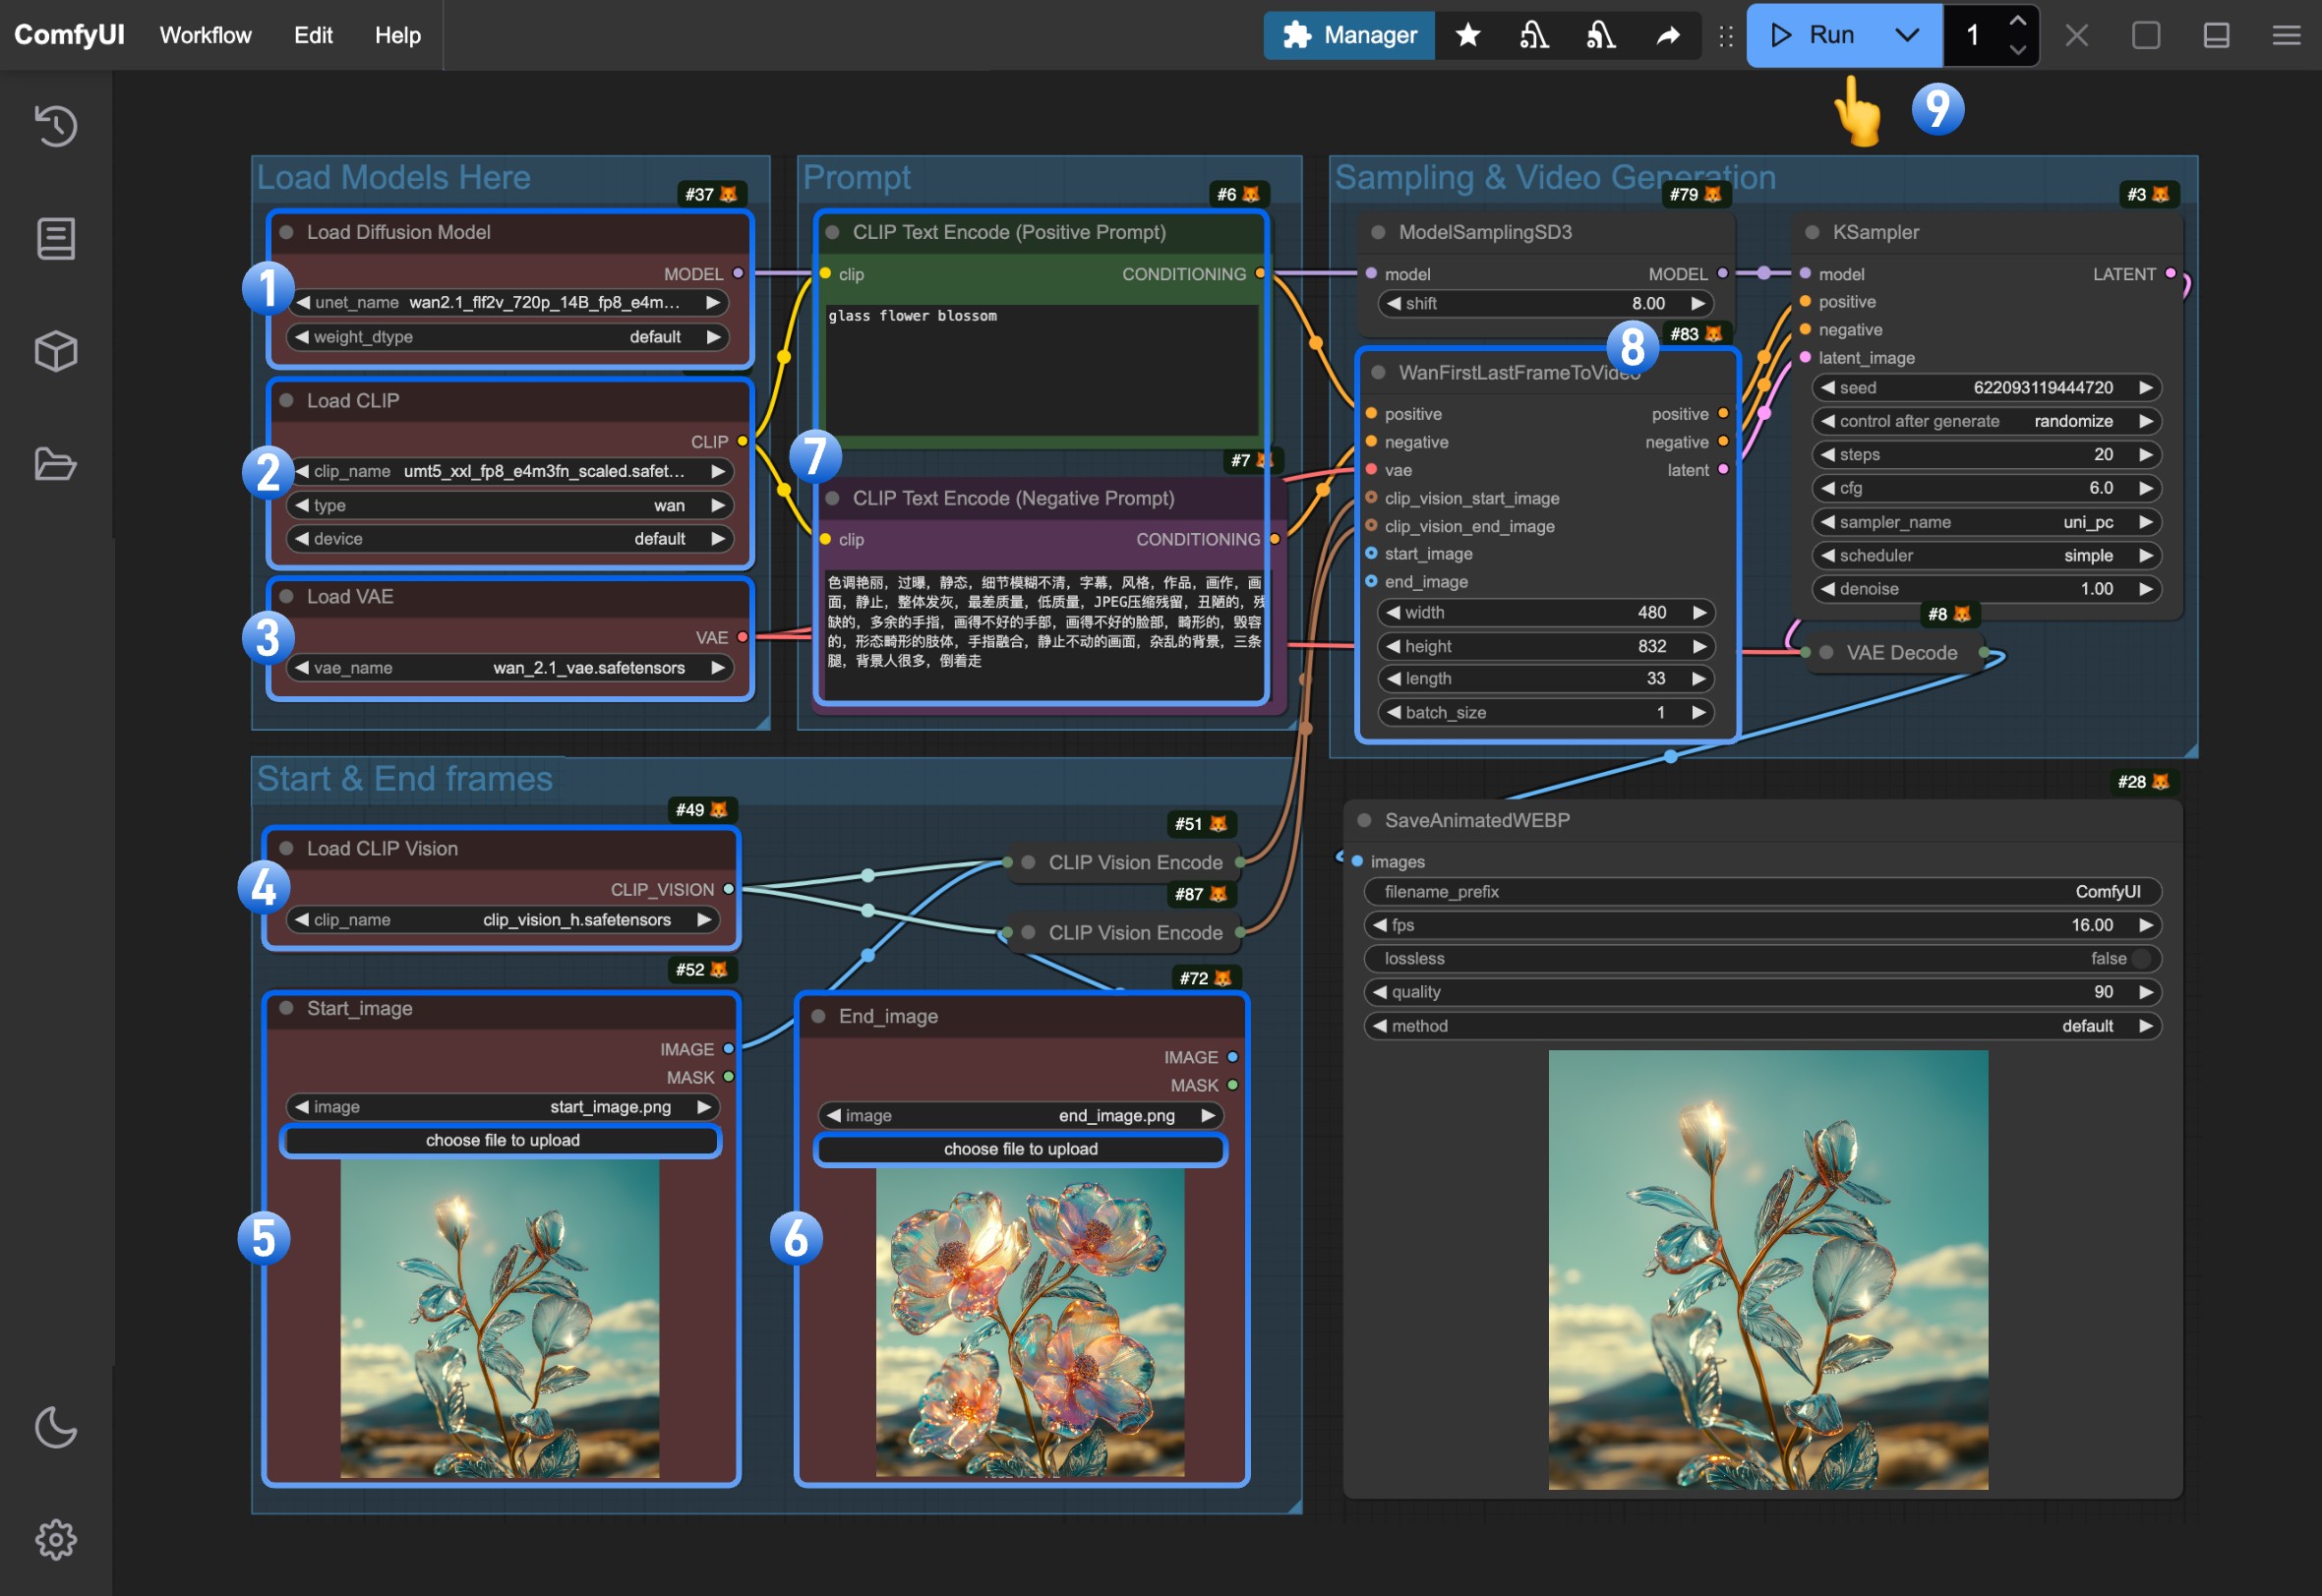 ComfyUI Workflow Edit Help Manager Run 1
9
Load Models Here
#37
Load Diffusion Model
MODEL
1
unet_name wan2.1_flf2v_720p_14B_fp8_e4m...
weight_dtype default
Load CLIP
CLIP
2
clip_name umt5_xxl_fp8_e4m3fn_scaled.safet...
type wan
device default
Load VAE
3
VAE
vae_name wan_2.1_vae.safetensors
Prompt
#6
CLIP Text Encode (Positive Prompt)
clip CONDITIONING
glass flower blossom
7
#7
CLIP Text Encode (Negative Prompt)
clip CONDITIONING
色调艳丽，过曝，静态，细节模糊不清，字幕，风格，作品，画作，画
面，静止，整体发灰，最差质量，低质量，JPEG压缩残留，丑陋的，残
缺的，多余的手指，画得不好的手部，画得不好的脸部，畸形的，毁容
的，形态畸形的肢体，手指融合，静止不动的画面，杂乱的背景，三条
腿，背景人很多，倒着走
Sampling & Video Generation
#79
ModelSamplingSD3
model MODEL
shift 8.00
8
#83
WanFirstLastFrameToVideo
positive positive
negative negative
vae latent
clip_vision_start_image
clip_vision_end_image
start_image
end_image
width 480
height 832
length 33
batch_size 1
#3
KSampler
model LATENT
positive
negative
latent_image
seed 622093119444720
control after generate randomize
steps 20
cfg 6.0
sampler_name uni_pc
scheduler simple
denoise 1.00
#8
VAE Decode
Start & End frames
#49
Load CLIP Vision
4
CLIP_VISION
clip_name clip_vision_h.safetensors
#51
CLIP Vision Encode
#87
CLIP Vision Encode
#52
Start_image
IMAGE
MASK
image start_image.png
choose file to upload
5
#72
End_image
IMAGE
MASK
image end_image.png
choose file to upload
6
#28
SaveAnimatedWEBP
images
filename_prefix ComfyUI
fps 16.00
lossless false
quality 90
method default